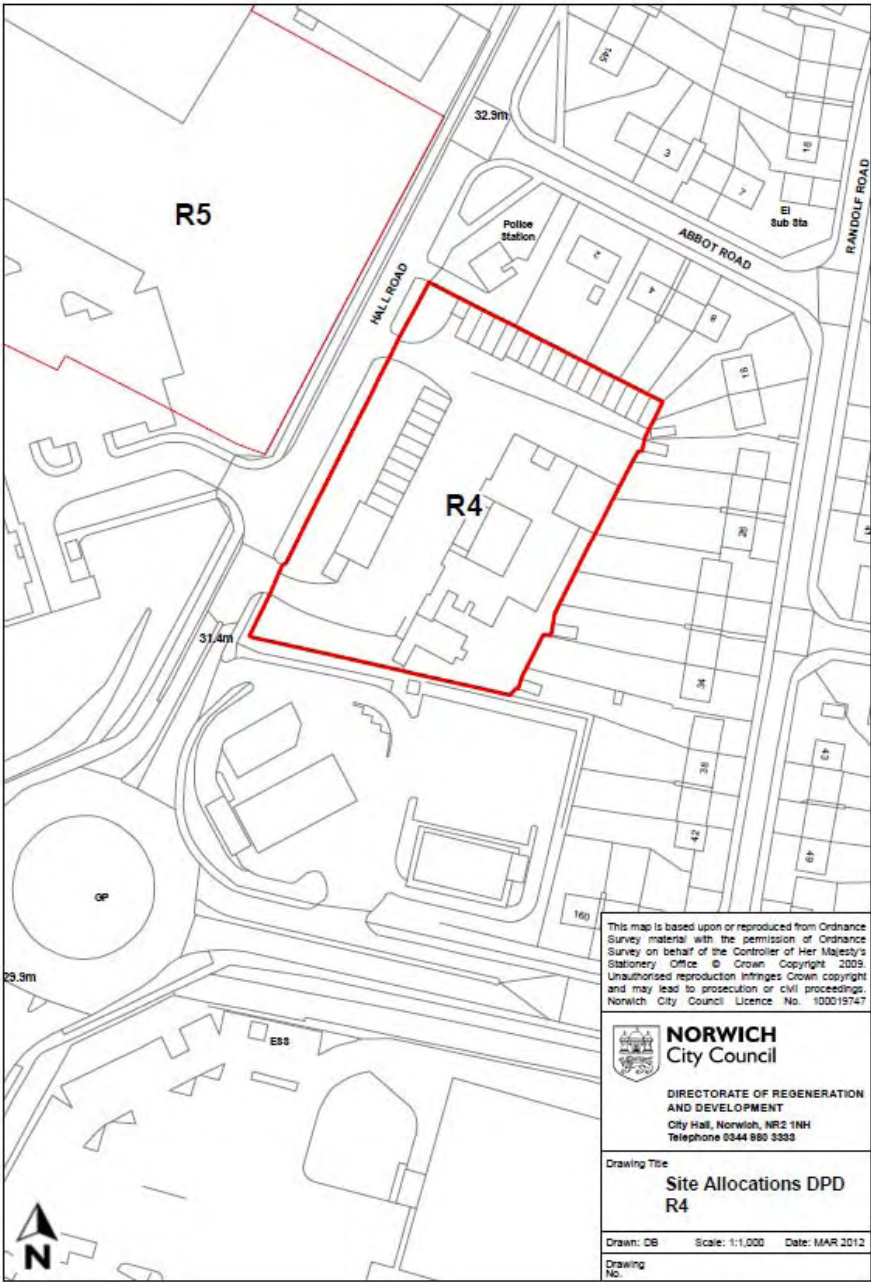 145
32.9m
3
16
7
R5
El
Sub Sta
RANDOLF ROAD
Police
Station
ABBOT ROAD
2
HALL ROAD
4
8
18
R4
26
41
31.4m
34
38
43
42
49
GP
160
29.9m
ESS
This map is based upon or reproduced from Ordnance
Survey material with the permission of Ordnance
Survey on behalf of the Controller of Her Majesty's
Stationery Office © Crown Copyright 2009.
Unauthorised reproduction infringes Crown copyright
and may lead to prosecution or civil proceedings.
Norwich City Council Licence No. 100019747
NORWICH
City Council
DIRECTORATE OF REGENERATION
AND DEVELOPMENT
City Hall, Norwich, NR2 1NH
Telephone 0344 980 3333
Drawing Title
Site Allocations DPD
R4
Drawn: DB Scale: 1:1,000 Date: MAR 2012
Drawing
No.
N